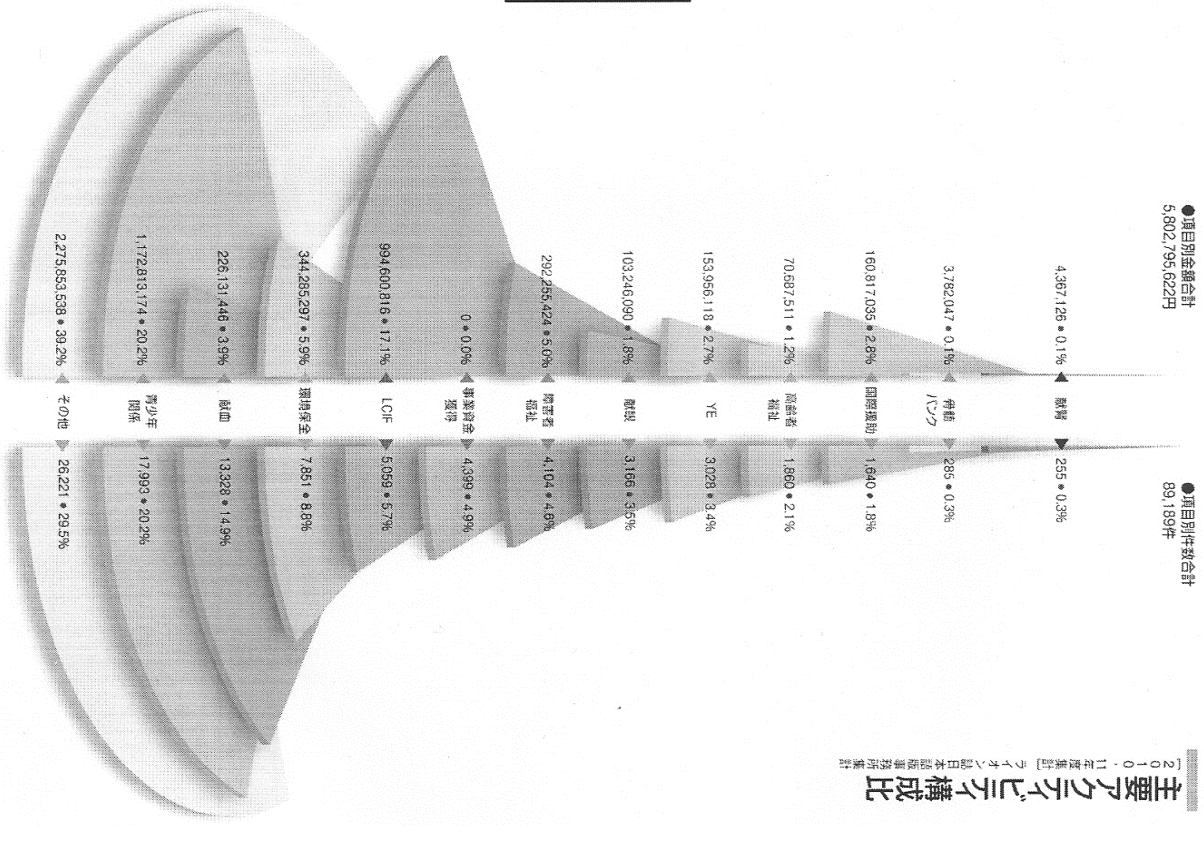 主要アクティビティ構成比
[2010-11年度集計] ライオン誌日本語版事務所集計
●項目別金額合計
5,802,795,622円
●項目別件数合計
89,189件
4,367,126●0.1% 献腎 255●0.3%
3,782,047●0.1% 骨髄バンク 285●0.3%
160,817,035●2.8% 国際援助 1,640●1.8%
70,687,511●1.2% 高齢者福祉 1,860●2.1%
153,956,118●2.7% YE 3,028●3.4%
103,246,090●1.8% 献眼 3,166●3.5%
292,255,424●5.0% 障害者福祉 4,104●4.6%
0●0.0% 事業資金獲得 4,399●4.9%
994,600,816●17.1% LCIF 5,059●5.7%
344,285,297●5.9% 環境保全 7,851●8.8%
226,131,446●3.9% 献血 13,328●14.9%
1,172,813,174●20.2% 青少年関係 17,993●20.2%
2,275,853,538●39.2% その他 26,221●29.5%